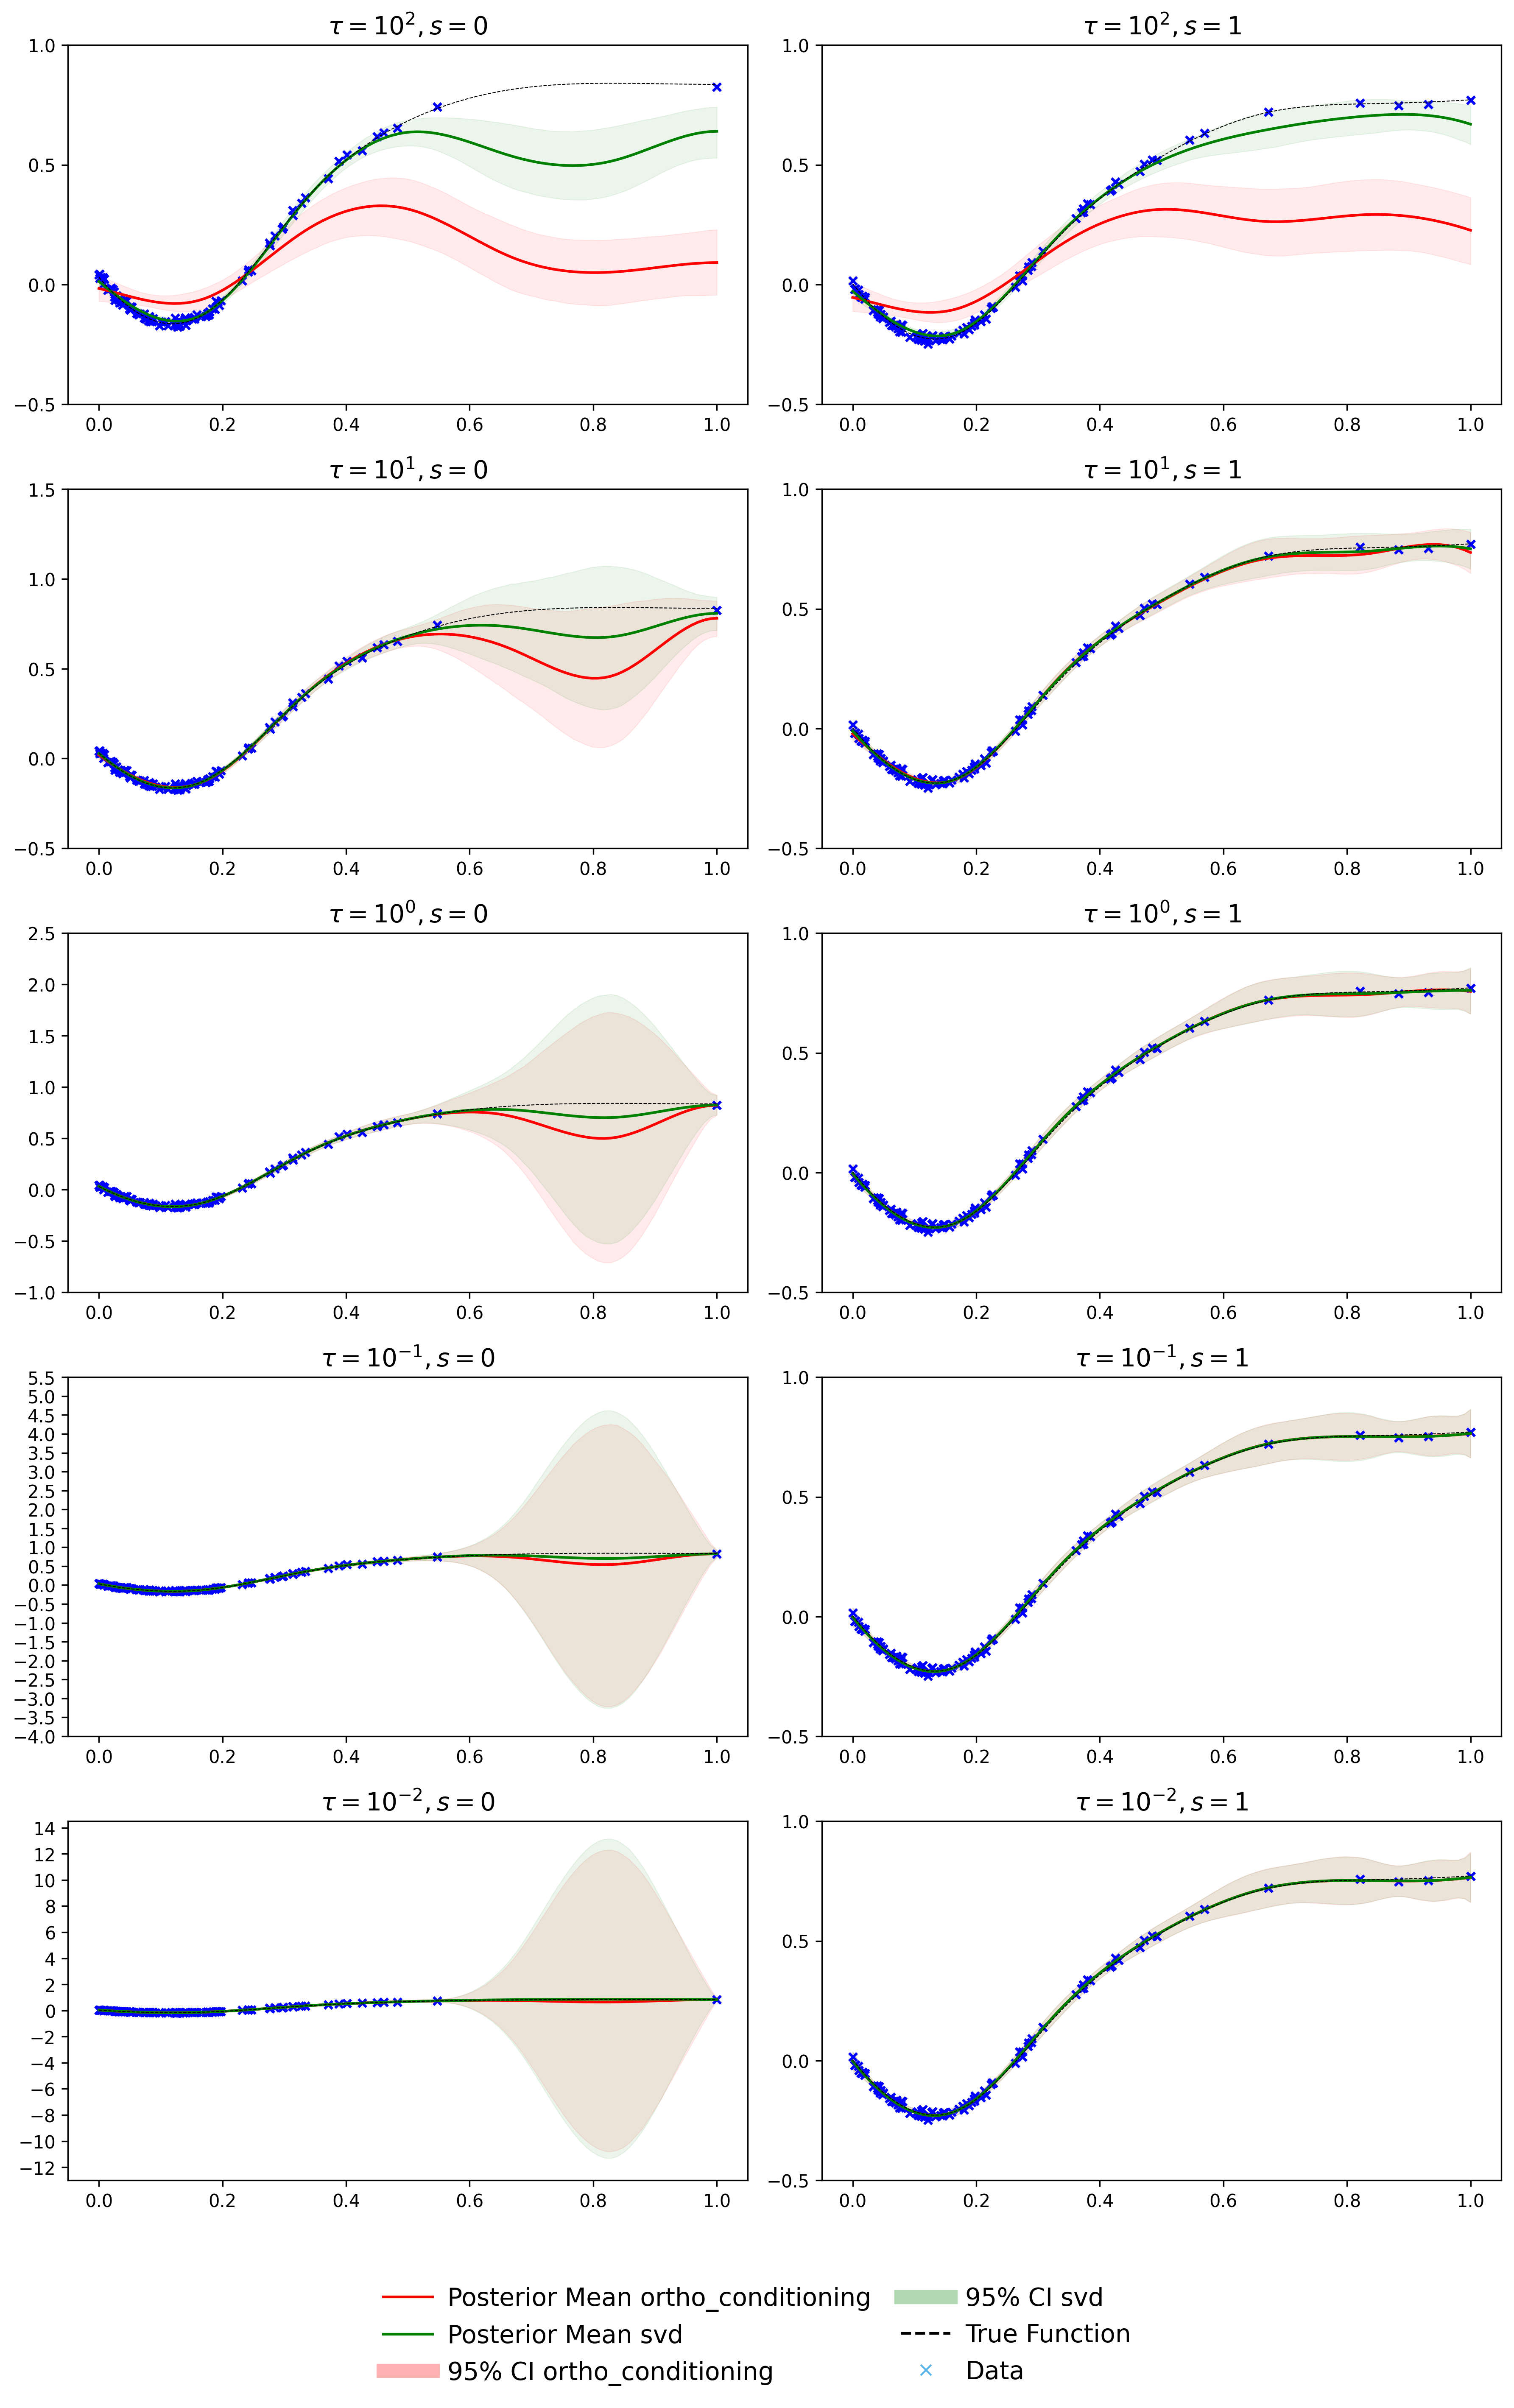 τ = 10², s = 0
1.0
0.5
0.0
−0.5
0.0 0.2 0.4 0.6 0.8 1.0
τ = 10², s = 1
1.0
0.5
0.0
−0.5
0.0 0.2 0.4 0.6 0.8 1.0
τ = 10¹, s = 0
1.5
1.0
0.5
0.0
−0.5
0.0 0.2 0.4 0.6 0.8 1.0
τ = 10¹, s = 1
1.0
0.5
0.0
−0.5
0.0 0.2 0.4 0.6 0.8 1.0
τ = 10⁰, s = 0
2.5
2.0
1.5
1.0
0.5
0.0
−0.5
−1.0
0.0 0.2 0.4 0.6 0.8 1.0
τ = 10⁰, s = 1
1.0
0.5
0.0
−0.5
0.0 0.2 0.4 0.6 0.8 1.0
τ = 10⁻¹, s = 0
5.5
5.0
4.5
4.0
3.5
3.0
2.5
2.0
1.5
1.0
0.5
0.0
−0.5
−1.0
−1.5
−2.0
−2.5
−3.0
−3.5
−4.0
0.0 0.2 0.4 0.6 0.8 1.0
τ = 10⁻¹, s = 1
1.0
0.5
0.0
−0.5
0.0 0.2 0.4 0.6 0.8 1.0
τ = 10⁻², s = 0
14
12
10
8
6
4
2
0
−2
−4
−6
−8
−10
−12
0.0 0.2 0.4 0.6 0.8 1.0
τ = 10⁻², s = 1
1.0
0.5
0.0
−0.5
0.0 0.2 0.4 0.6 0.8 1.0
Posterior Mean ortho_conditioning
Posterior Mean svd
95% CI ortho_conditioning
95% CI svd
True Function
Data